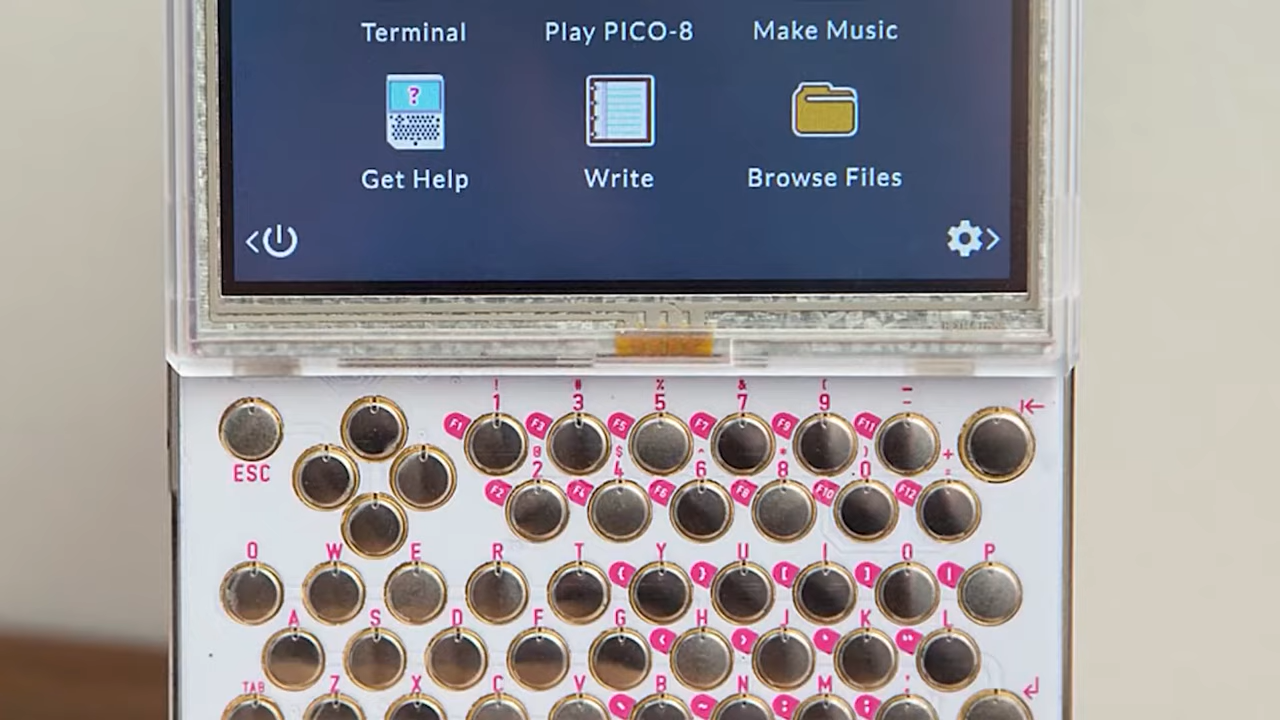 Terminal Play PICO-8 Make Music
?
Get Help Write Browse Files
! # % & ( _
1 3 5 7 9 -
F1 F3 F5 F7 F9 F11
ESC
@ $ ^ * ) +
2 4 6 8 0 =
F2 F4 F6 F8 F10 F12
Q W E R T Y U I O P
{ } [ ] |
A S D F G H J K L
< > ' "
TAB Z X C V B N M